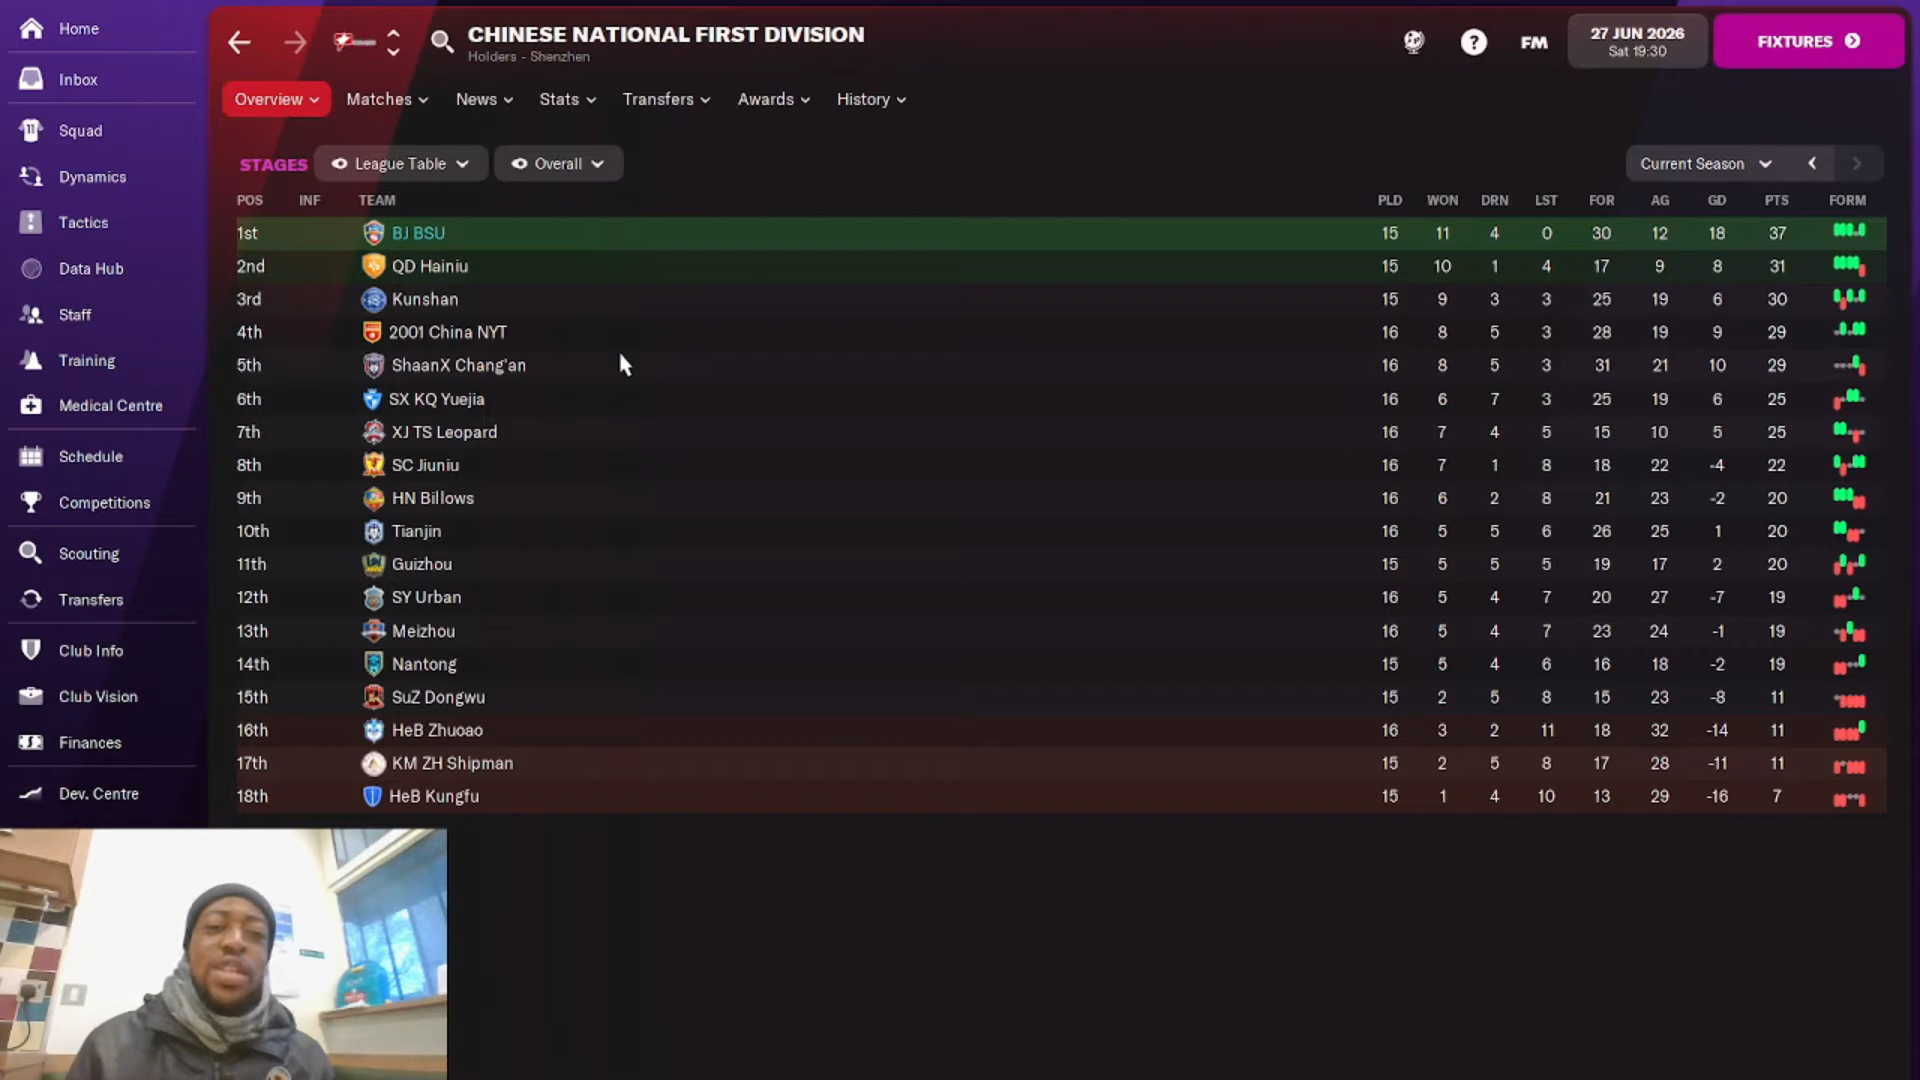 Home
Inbox
Squad
Dynamics
Tactics
Data Hub
Staff
Training
Medical Centre
Schedule
Competitions
Scouting
Transfers
Club Info
Club Vision
Finances
Dev. Centre
CHINESE NATIONAL FIRST DIVISION
Holders - Shenzhen
? FM 27 JUN 2026 FIXTURES
Sat 19:30
Overview Matches News Stats Transfers Awards History
STAGES League Table Overall Current Season
POS INF TEAM PLD WON DRN LST FOR AG GD PTS FORM
1st BJ BSU 15 11 4 0 30 12 18 37
2nd QD Hainiu 15 10 1 4 17 9 8 31
3rd Kunshan 15 9 3 3 25 19 6 30
4th 2001 China NYT 16 8 5 3 28 19 9 29
5th ShaanX Chang'an 16 8 5 3 31 21 10 29
6th SX KQ Yuejia 16 6 7 3 25 19 6 25
7th XJ TS Leopard 16 7 4 5 15 10 5 25
8th SC Jiuniu 16 7 1 8 18 22 -4 22
9th HN Billows 16 6 2 8 21 23 -2 20
10th Tianjin 16 5 5 6 26 25 1 20
11th Guizhou 15 5 5 5 19 17 2 20
12th SY Urban 16 5 4 7 20 27 -7 19
13th Meizhou 16 5 4 7 23 24 -1 19
14th Nantong 15 5 4 6 16 18 -2 19
15th SuZ Dongwu 15 2 5 8 15 23 -8 11
16th HeB Zhuoao 16 3 2 11 18 32 -14 11
17th KM ZH Shipman 15 2 5 8 17 28 -11 11
18th HeB Kungfu 15 1 4 10 13 29 -16 7